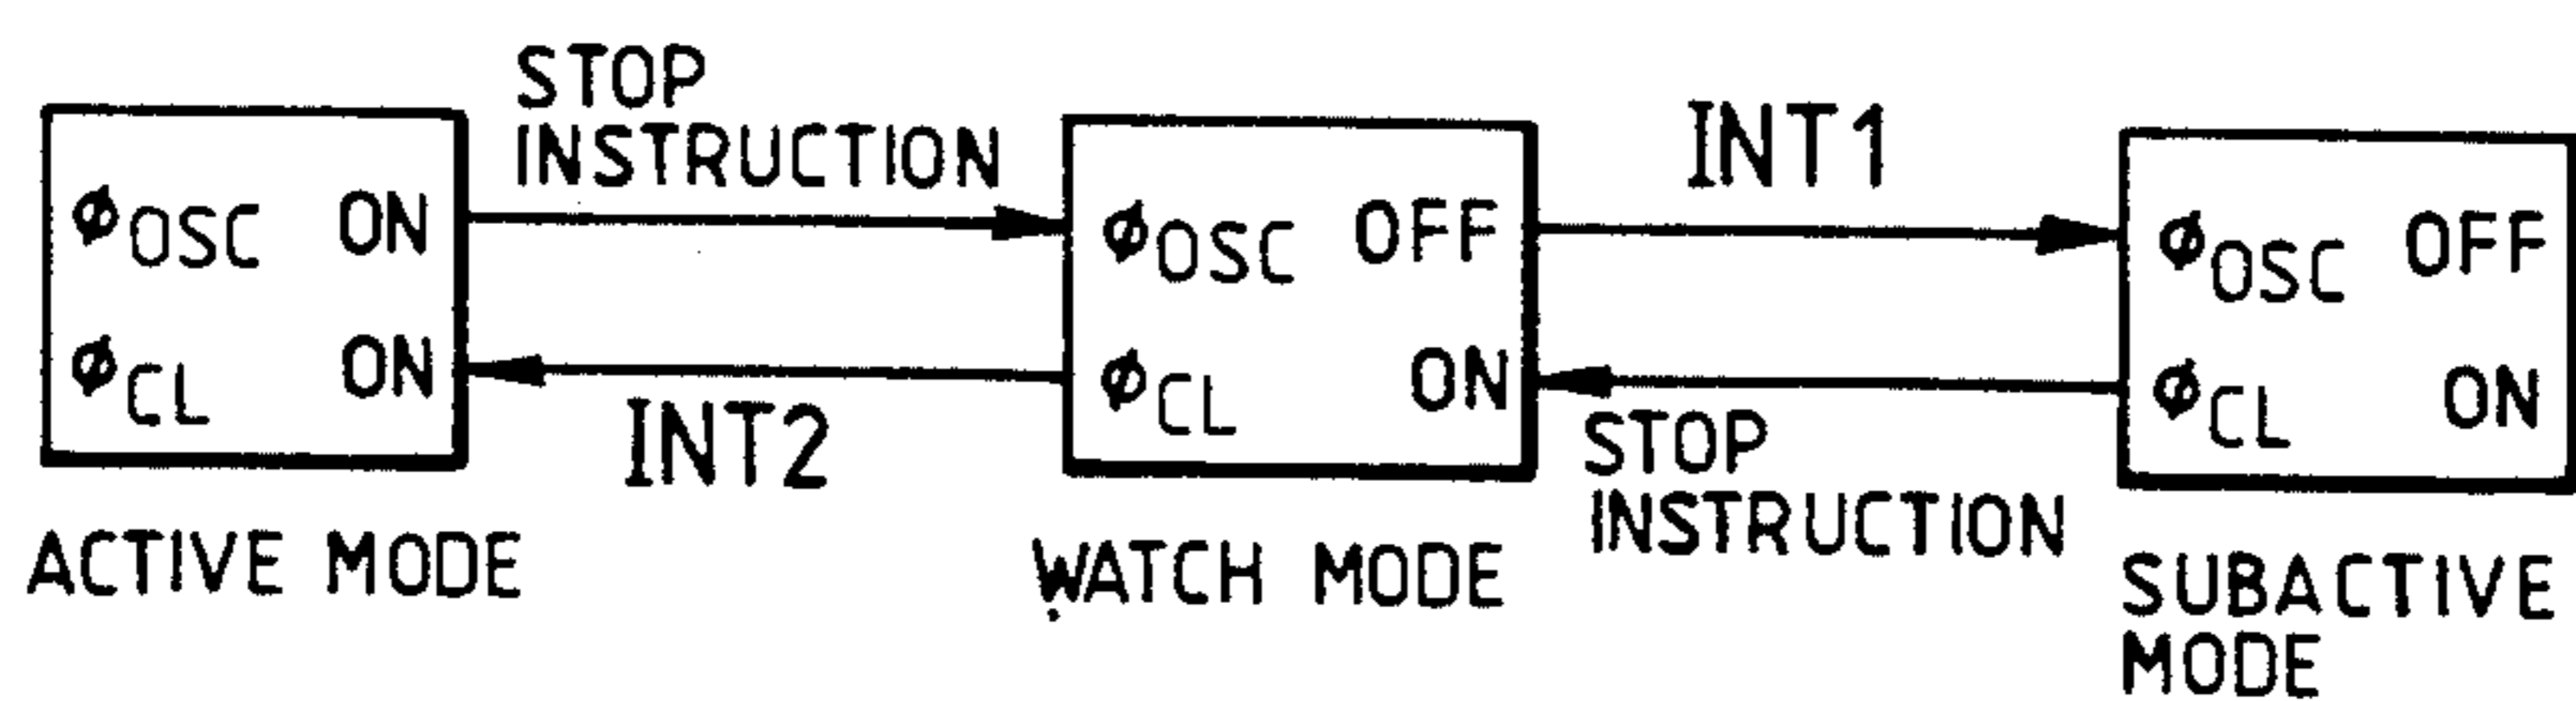 STOP
INSTRUCTION
ϕOSC ON
ϕCL ON
ACTIVE MODE
INT2
ϕOSC OFF
ϕCL ON
WATCH MODE
INT1
STOP
INSTRUCTION
ϕOSC OFF
ϕCL ON
SUBACTIVE
MODE